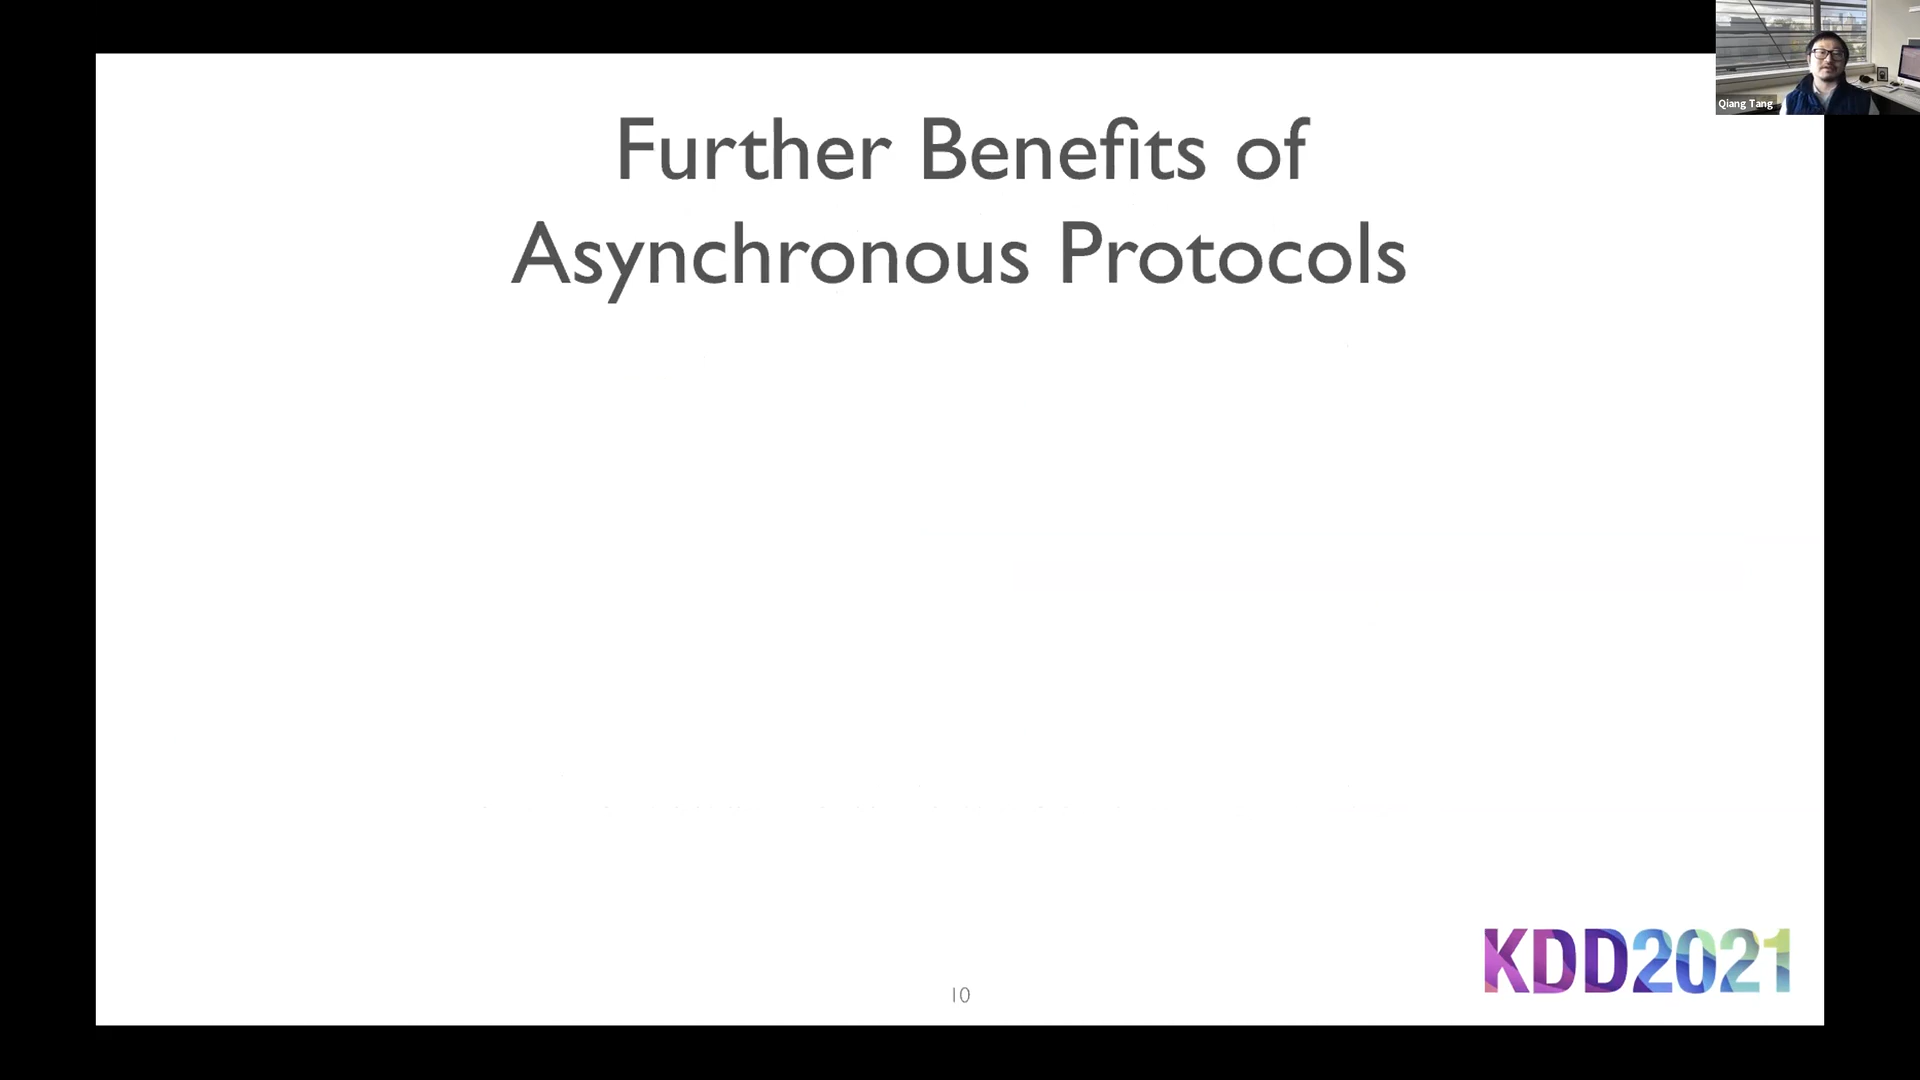 Qiang Tang
Further Benefits of
Asynchronous Protocols
10
KDD2021